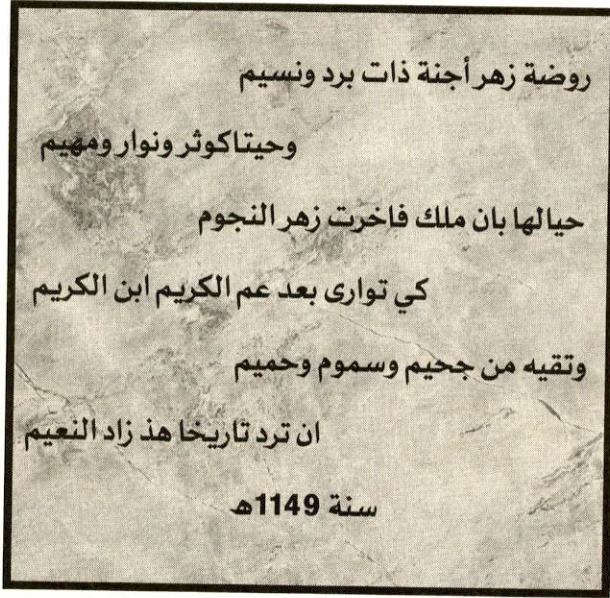 روضة زهر أجنة ذات برد ونسيم
وحيتاكوثر ونوار ومهيم
حيالها بان ملك فاخرت زهر النجوم
كي توارى بعد عم الكريم ابن الكريم
وتقيه من جحيم وسموم وحميم
ان ترد تاريخا هذ زاد النعيم
سنة 1149هـ